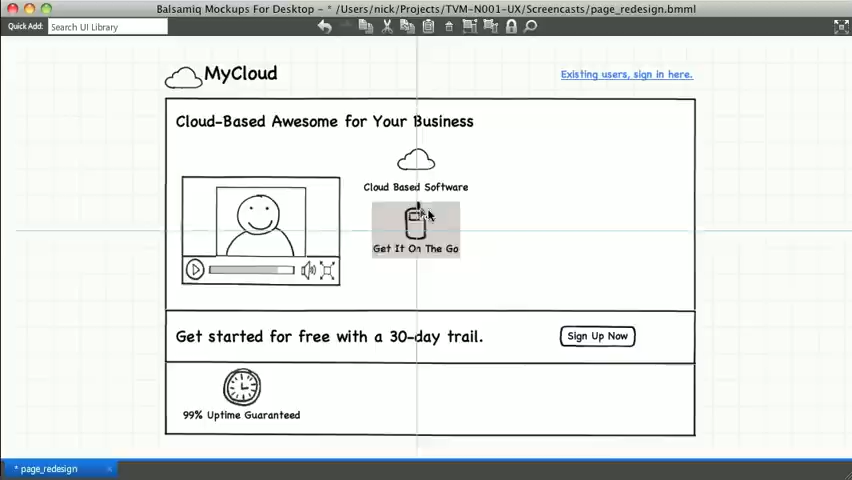 Balsamiq Mockups For Desktop - * /Users/nick/Projects/TVM-N001-UX/Screencasts/page_redesign.bmml
Quick Add: Search UI Library
MyCloud
Existing users, sign in here.
Cloud-Based Awesome for Your Business
Cloud Based Software
Get It On The Go
Get started for free with a 30-day trail.
Sign Up Now
99% Uptime Guaranteed
* page_redesign